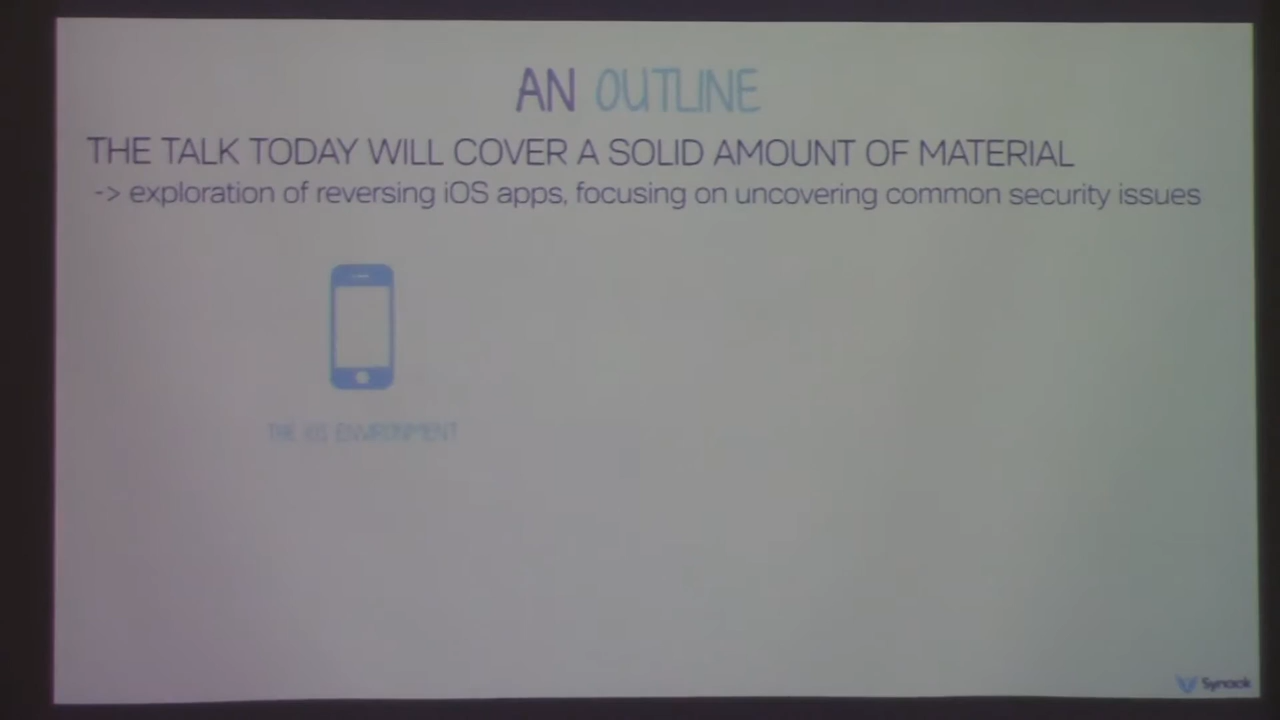 AN OUTLINE
THE TALK TODAY WILL COVER A SOLID AMOUNT OF MATERIAL
-> exploration of reversing iOS apps, focusing on uncovering common security issues
THE iOS ENVIRONMENT
Synack